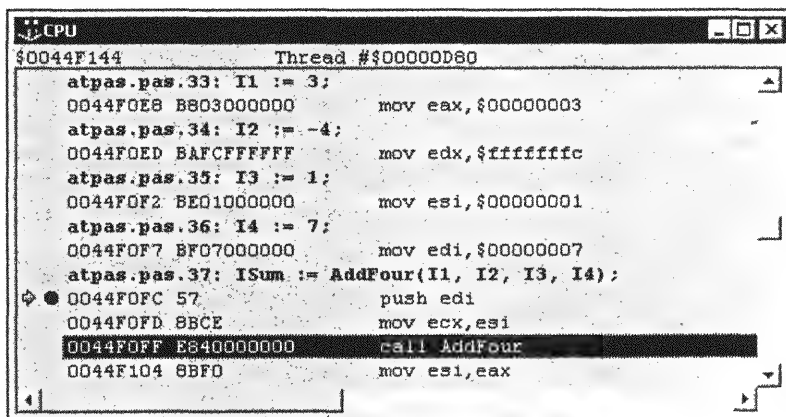 CPU
$0044F144 Thread #$00000D80
atpas.pas.33: I1 := 3;
0044F0E8 B803000000 mov eax,$00000003
atpas.pas.34: I2 := -4;
0044F0ED BAFCFFFFFF mov edx,$fffffffc
atpas.pas.35: I3 := 1;
0044F0F2 BE01000000 mov esi,$00000001
atpas.pas.36: I4 := 7;
0044F0F7 BF07000000 mov edi,$00000007
atpas.pas.37: ISum := AddFour(I1, I2, I3, I4);
0044F0FC 57 push edi
0044F0FD 8BCE mov ecx,esi
0044F0FF E840000000 call AddFour
0044F104 8BF0 mov esi,eax